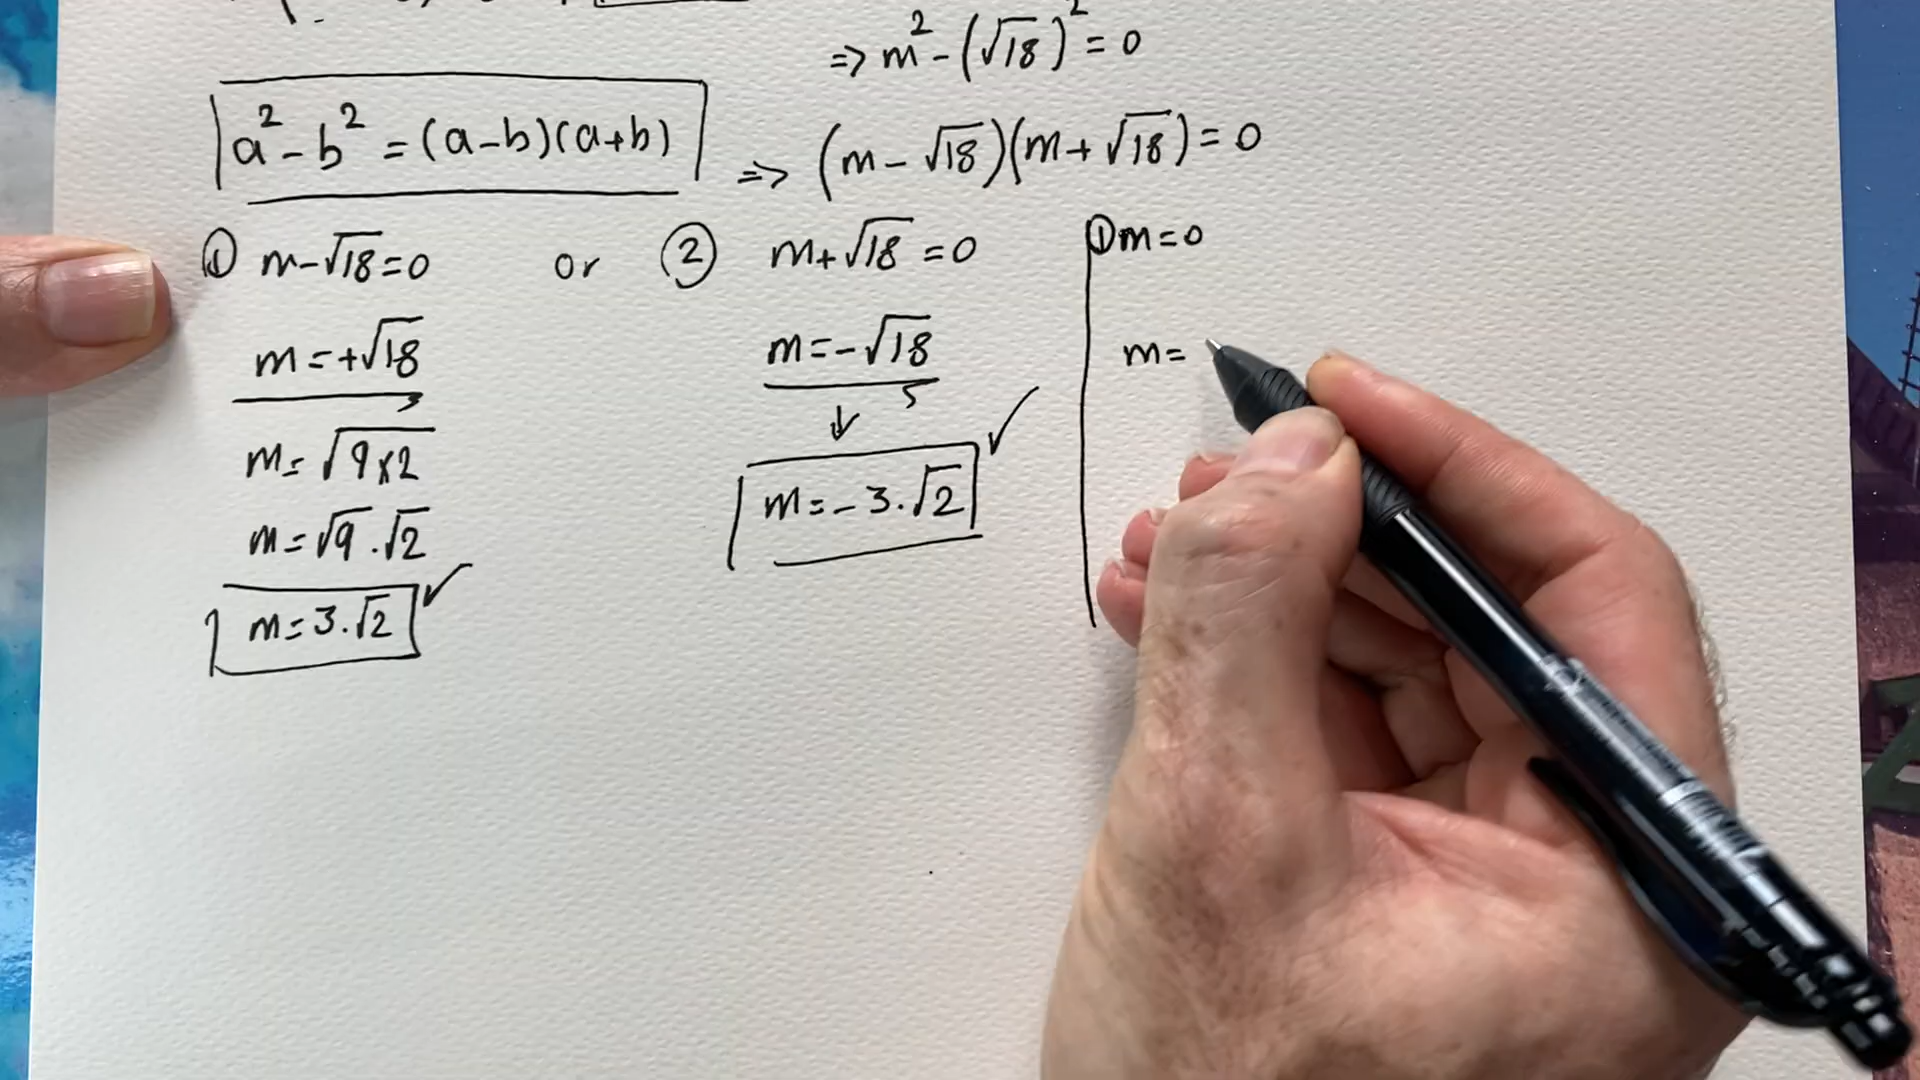 => m² - (√18)² = 0
a² - b² = (a-b)(a+b)
=> (m - √18)(m + √18) = 0
① m-√18=0 or ② m+√18=0
m=+√18
m=√9x2
m=√9.√2
m=3.√2 ✓
m=-√18
↓
m=-3.√2 ✓
① m=0
m=